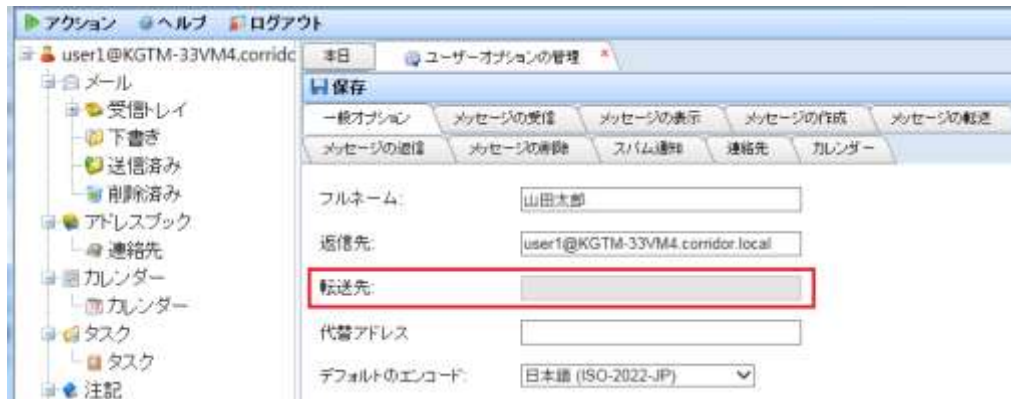 アクション ヘルプ ログアウト
user1@KGTM-33VM4.corridc
メール
受信トレイ
下書き
送信済み
削除済み
アドレスブック
連絡先
カレンダー
カレンダー
タスク
タスク
注記
本日 ユーザーオプションの管理 ×
保存
一般オプション メッセージの受信 メッセージの表示 メッセージの作成 メッセージの転送
メッセージの返信 メッセージの削除 スパム通知 連絡先 カレンダー
フルネーム: 山田太郎
返信先: user1@KGTM-33VM4.corridor.local
転送先:
代替アドレス
デフォルトのエンコード: 日本語 (ISO-2022-JP)